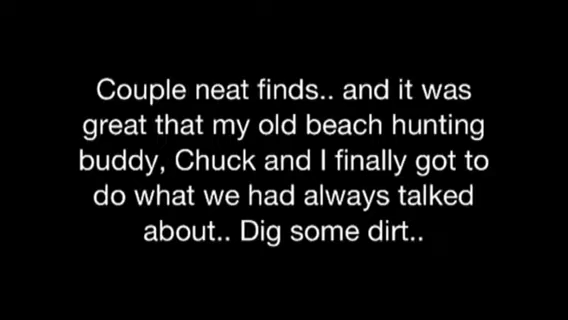 Couple neat finds.. and it was
great that my old beach hunting
buddy, Chuck and I finally got to
do what we had always talked
about.. Dig some dirt..